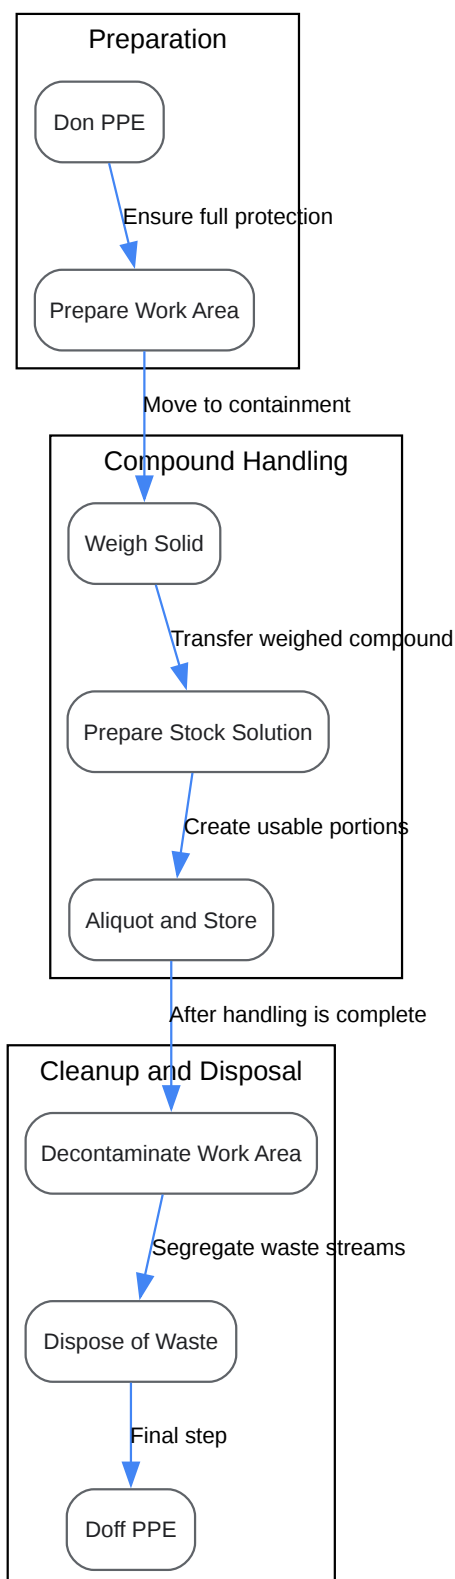 Preparation
Don PPE
Ensure full protection
Prepare Work Area
Move to containment
Compound Handling
Weigh Solid
Transfer weighed compound
Prepare Stock Solution
Create usable portions
Aliquot and Store
After handling is complete
Cleanup and Disposal
Decontaminate Work Area
Segregate waste streams
Dispose of Waste
Final step
Doff PPE